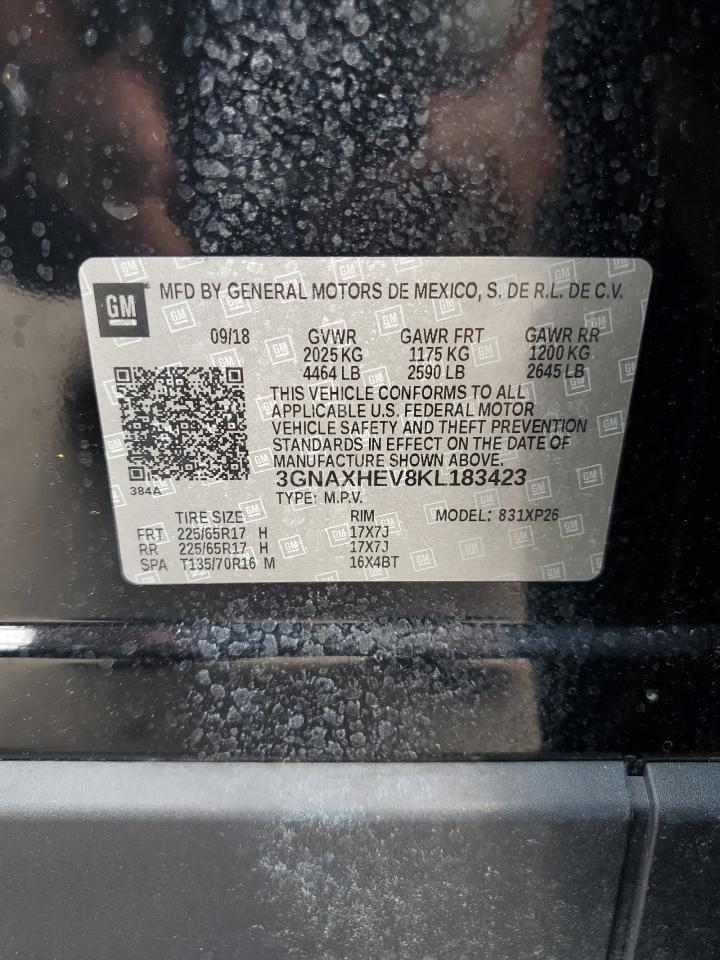 GM MFD BY GENERAL MOTORS DE MEXICO, S. DE R.L. DE C.V.
09/18 GVWR GAWR FRT GAWR RR
2025 KG 1175 KG 1200 KG
4464 LB 2590 LB 2645 LB
THIS VEHICLE CONFORMS TO ALL
APPLICABLE U.S. FEDERAL MOTOR
VEHICLE SAFETY AND THEFT PREVENTION
STANDARDS IN EFFECT ON THE DATE OF
MANUFACTURE SHOWN ABOVE.
3GNAXHEV8KL183423
384A
TYPE: M.P.V.
TIRE SIZE RIM MODEL: 831XP26
FRT 225/65R17 H 17X7J
RR 225/65R17 H 17X7J
SPA T135/70R16 M 16X4BT